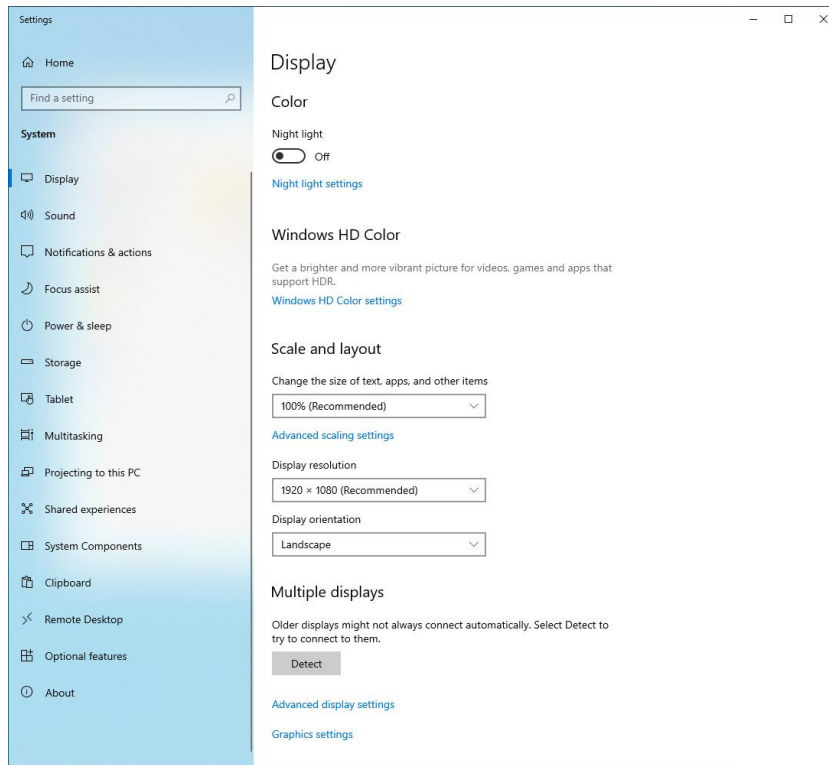 Settings
Home
Find a setting
System
Display
Sound
Notifications & actions
Focus assist
Power & sleep
Storage
Tablet
Multitasking
Projecting to this PC
Shared experiences
System Components
Clipboard
Remote Desktop
Optional features
About
Display
Color
Night light
Off
Night light settings
Windows HD Color
Get a brighter and more vibrant picture for videos, games and apps that
support HDR.
Windows HD Color settings
Scale and layout
Change the size of text, apps, and other items
100% (Recommended)
Advanced scaling settings
Display resolution
1920 × 1080 (Recommended)
Display orientation
Landscape
Multiple displays
Older displays might not always connect automatically. Select Detect to
try to connect to them.
Detect
Advanced display settings
Graphics settings